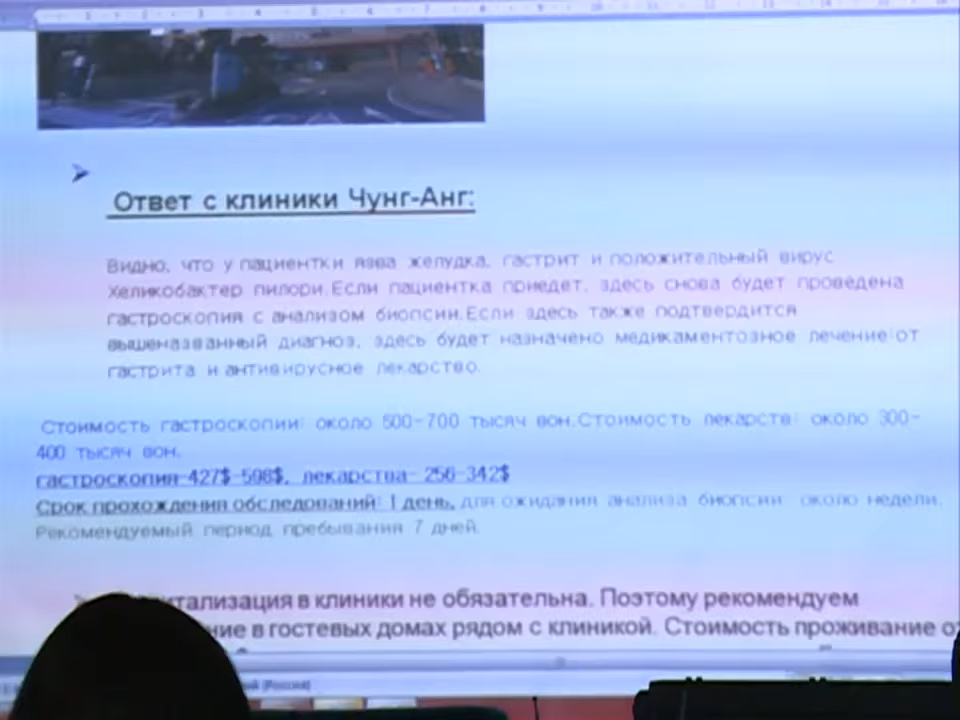 Ответ с клиники Чунг-Анг:
Видно, что у пациентки язва желудка, гастрит и положительный вирус
хеликобактер пилори.Если пациентка приедет, здесь снова будет проведена
гастроскопия с анализом биопсии.Если здесь также подтвердится
вышеназванный диагноз, здесь будет назначено медикаментозное лечение от
гастрита и антивирусное лекарство.
Стоимость гастроскопии: около 500-700 тысяч вон.Стоимость лекарств: около 300-
400 тысяч вон.
гастроскопия-427$-598$, лекарства- 256-342$
Срок прохождения обследований: 1 день, для ожидания анализа биопсии около недели.
Рекомендуемый период пребывания 7 дней.
в клиники не обязательна. Поэтому рекомендуем
в гостевых домах рядом с клиникой. Стоимость проживание